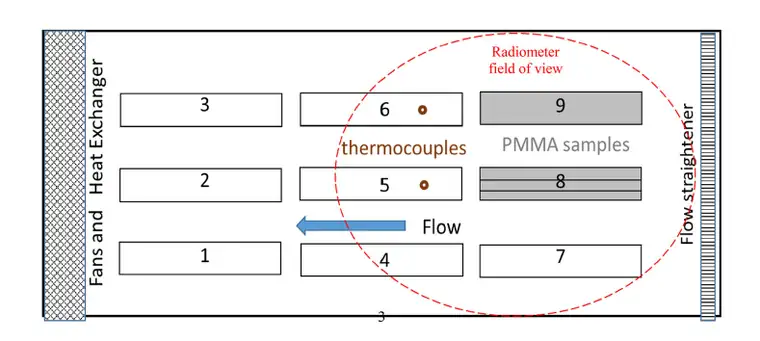 Radiometer
field of view
Fans and Heat Exchanger
3
6
9
thermocouples
PMMA samples
2
5
8
Flow straightener
Flow
1
4
7
3